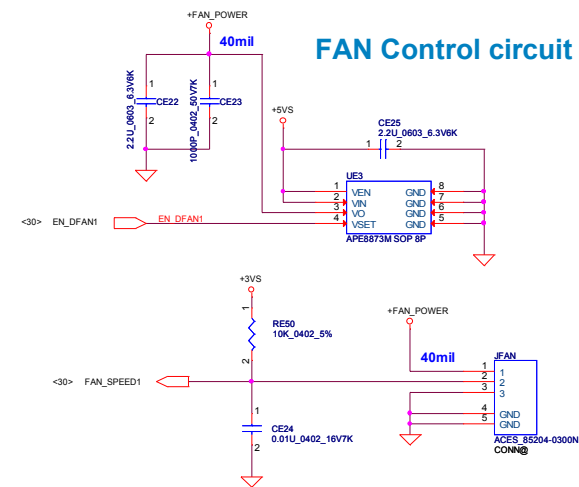 +FAN_POWER
FAN Control circuit
40mil
1
1
CE22
CE23
2
2
2.2U_0603_6.3V6K
1000P_0402_50V7K
+5VS
CE25
2.2U_0603_6.3V6K
1
2
UE3
1
VEN
GND
8
2
VIN
GND
7
3
VO
GND
6
4
VSET
GND
5
APE8873M SOP 8P
<30> EN_DFAN1
EN_DFAN1
+3VS
1
RE50
10K_0402_5%
2
+FAN_POWER
40mil
JFAN
1
1
2
2
3
3
4
GND
5
GND
ACES_85204-0300N
CONN@
<30> FAN_SPEED1
1
CE24
0.01U_0402_16V7K
2